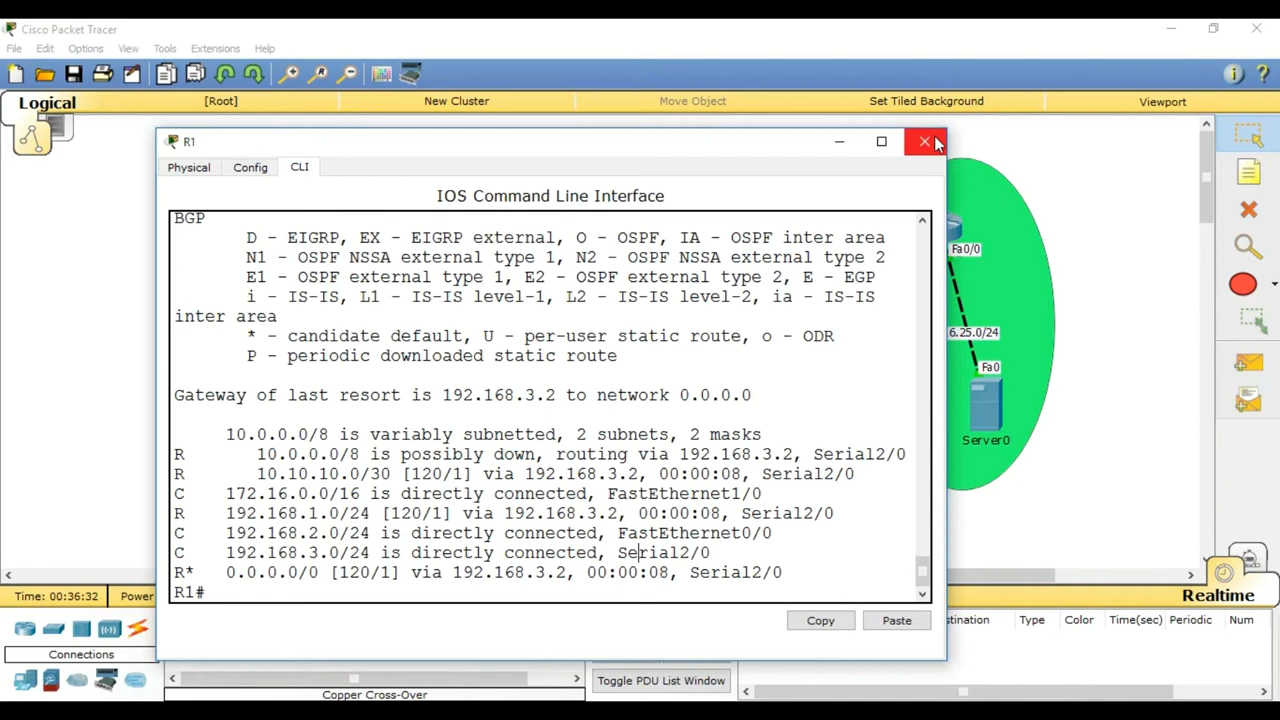 Cisco Packet Tracer
File Edit Options View Tools Extensions Help
Logical [Root] New Cluster Move Object Set Tiled Background Viewport
R1
Physical Config CLI
IOS Command Line Interface
BGP
D - EIGRP, EX - EIGRP external, O - OSPF, IA - OSPF inter area
N1 - OSPF NSSA external type 1, N2 - OSPF NSSA external type 2
E1 - OSPF external type 1, E2 - OSPF external type 2, E - EGP
i - IS-IS, L1 - IS-IS level-1, L2 - IS-IS level-2, ia - IS-IS
inter area
* - candidate default, U - per-user static route, o - ODR
P - periodic downloaded static route
Gateway of last resort is 192.168.3.2 to network 0.0.0.0
10.0.0.0/8 is variably subnetted, 2 subnets, 2 masks
R 10.0.0.0/8 is possibly down, routing via 192.168.3.2, Serial2/0
R 10.10.10.0/30 [120/1] via 192.168.3.2, 00:00:08, Serial2/0
C 172.16.0.0/16 is directly connected, FastEthernet1/0
R 192.168.1.0/24 [120/1] via 192.168.3.2, 00:00:08, Serial2/0
C 192.168.2.0/24 is directly connected, FastEthernet0/0
C 192.168.3.0/24 is directly connected, Serial2/0
R* 0.0.0.0/0 [120/1] via 192.168.3.2, 00:00:08, Serial2/0
R1#
Copy Paste
Fa0/0
6.25.0/24
Fa0
Server0
Time: 00:36:32 Power
Realtime
Connections
Copper Cross-Over
Toggle PDU List Window
stination Type Color Time(sec) Periodic Num